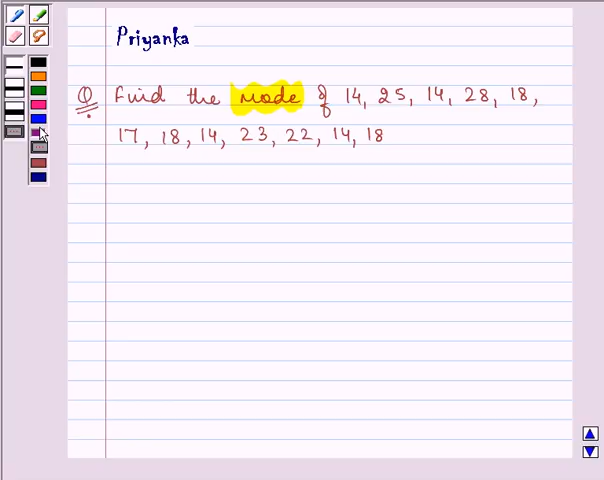 Priyanka
Q. Find the mode of 14, 25, 14, 28, 18,
17, 18, 14, 23, 22, 14, 18